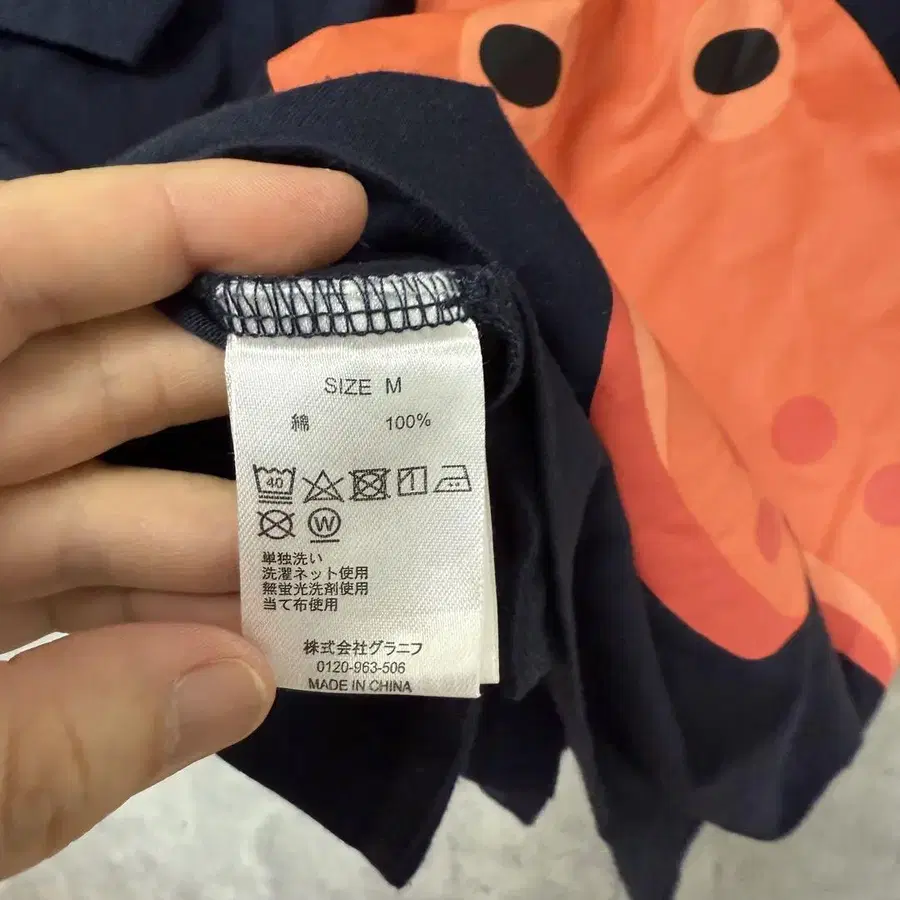 SIZE M
綿 100%
40
W
単独洗い
洗濯ネット使用
無蛍光洗剤使用
当て布使用
株式会社グラニフ
0120-963-506
MADE IN CHINA